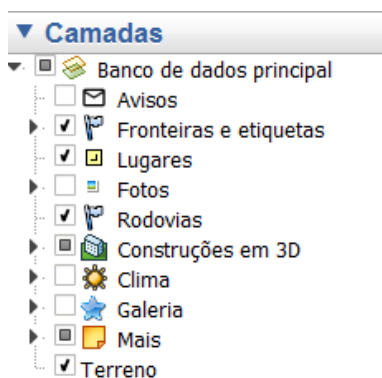 Camadas
Banco de dados principal
Avisos
Fronteiras e etiquetas
Lugares
Fotos
Rodovias
Construções em 3D
Clima
Galeria
Mais
Terreno